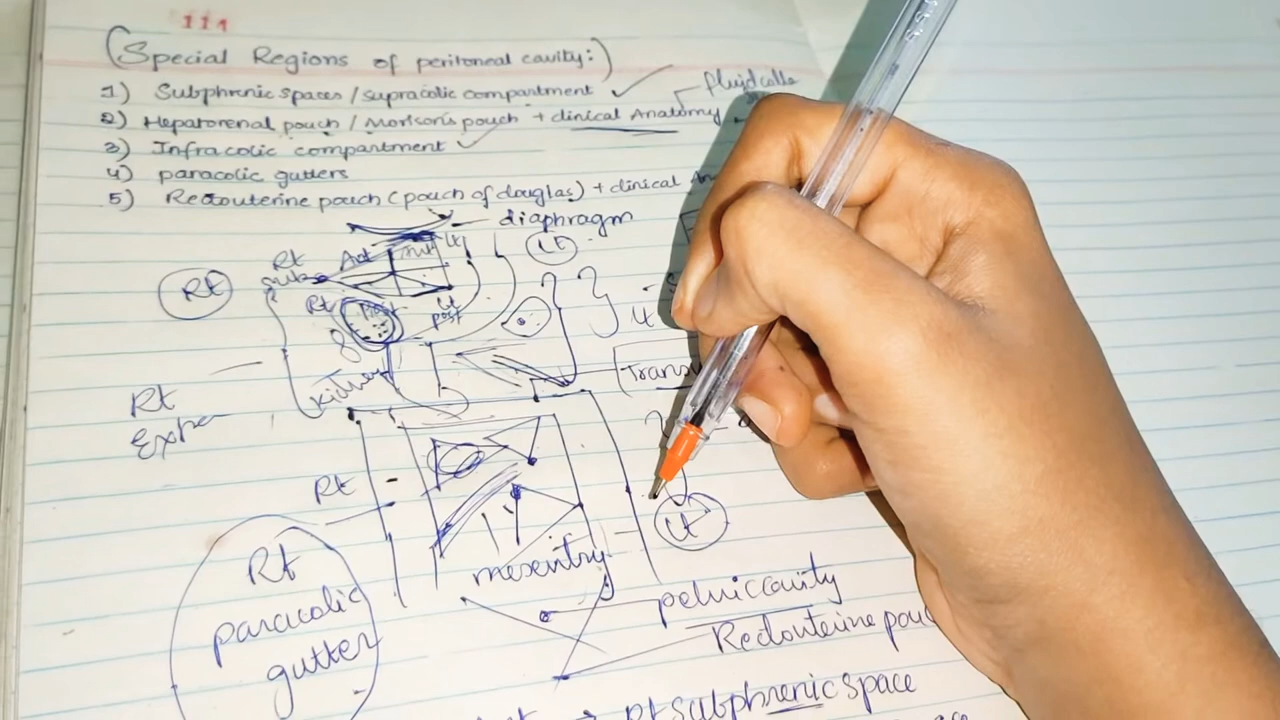 111
(Special Regions of peritoneal cavity:)
1) Subphrenic spaces / supracolic compartment
2) Hepatorenal pouch / Morison's pouch + clinical Anatomy
3) Infracolic compartment
4) paracolic gutters
5) Rectouterine pouch (pouch of douglas) + clinical
diaphragm
Rt
Lt
Ant
Rt
Lt
Rt
post
kidney
Lt
Rt
Rt
Rt
paracolic
gutter
mesentry
Lt
pelvic cavity
Rectouterine
Rt subphrenic space